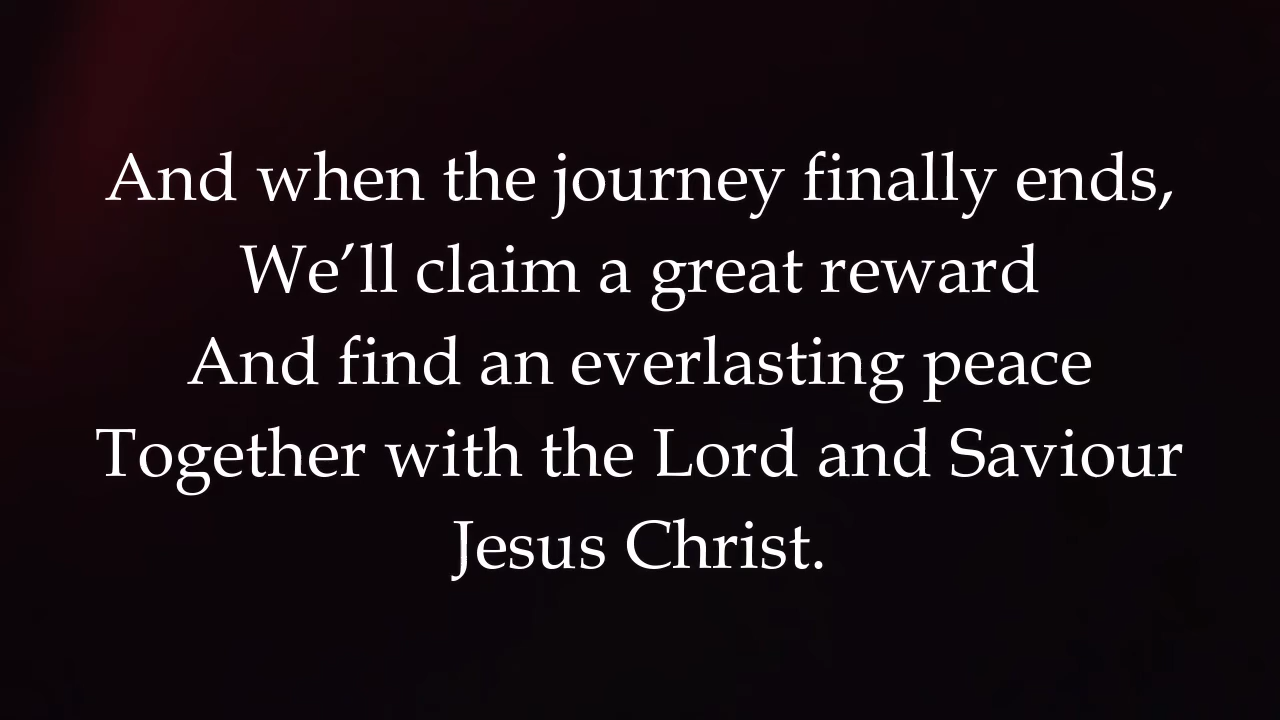 And when the journey finally ends,
We’ll claim a great reward
And find an everlasting peace
Together with the Lord and Saviour
Jesus Christ.